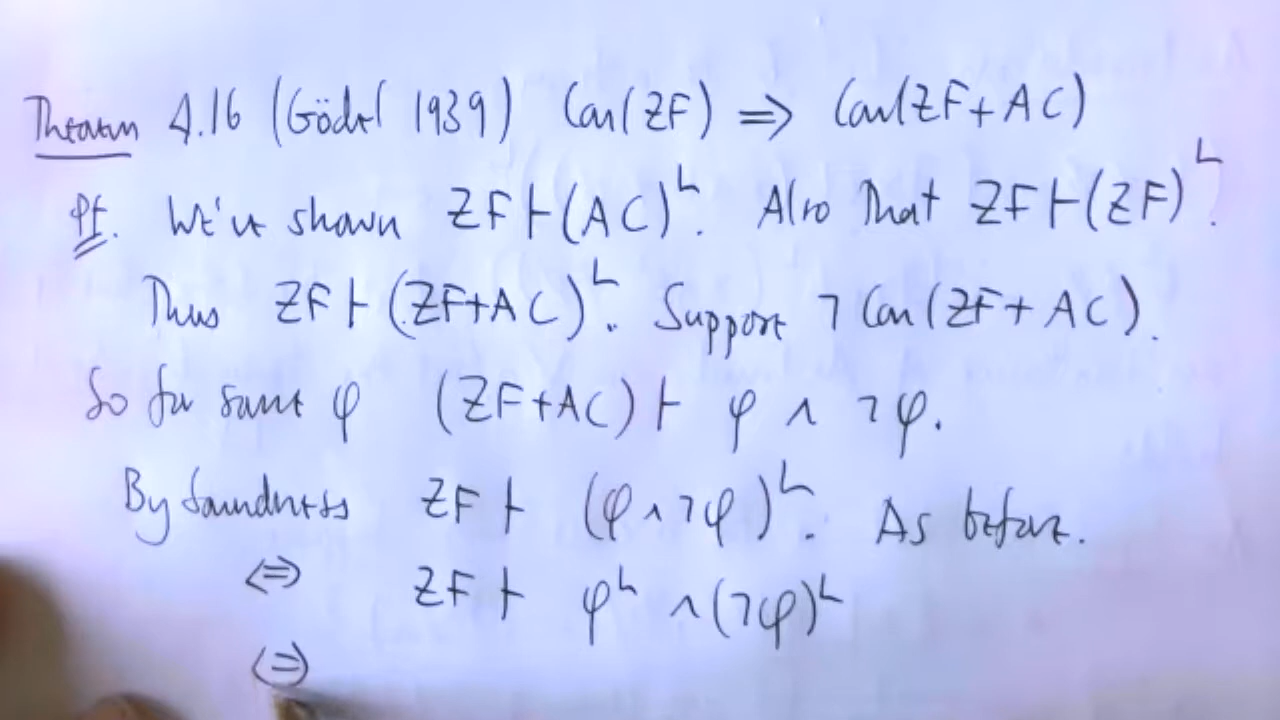 Theorem 4.16 (Gödel 1939) Con(ZF) ⇒ Con(ZF+AC)
Pf. We've shown ZF⊢(AC)^L. Also that ZF⊢(ZF)^L.
Thus ZF⊢(ZF+AC)^L. Suppose ¬Con(ZF+AC).
So for some φ (ZF+AC)⊢ φ ∧ ¬φ.
By soundness ZF⊢ (φ∧¬φ)^L. As before.
⇔ ZF⊢ φ^L ∧(¬φ)^L
⇔